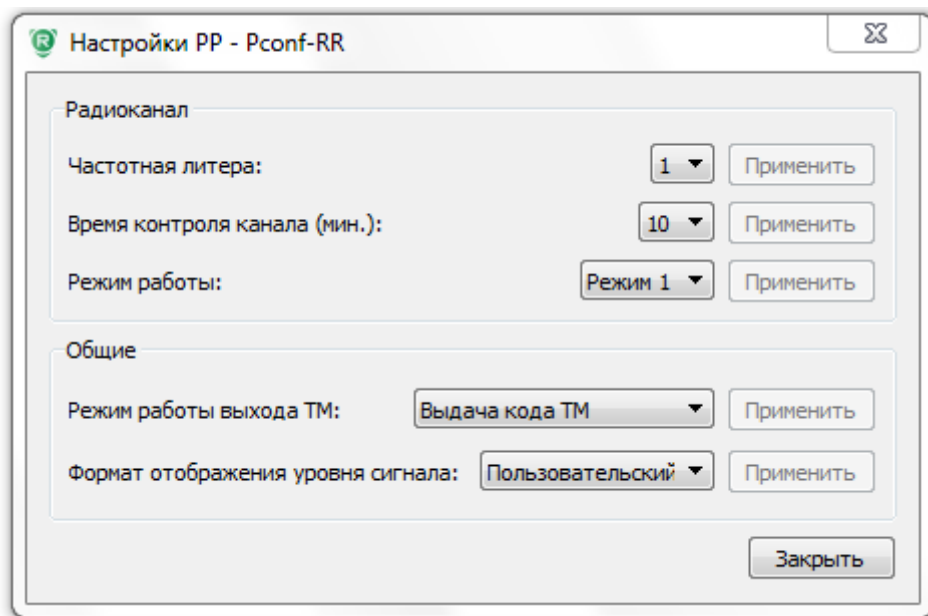 Настройки РР - Pconf-RR
Радиоканал
Частотная литера: 1 Применить
Время контроля канала (мин.): 10 Применить
Режим работы: Режим 1 Применить
Общие
Режим работы выхода ТМ: Выдача кода ТМ Применить
Формат отображения уровня сигнала: Пользовательский Применить
Закрыть